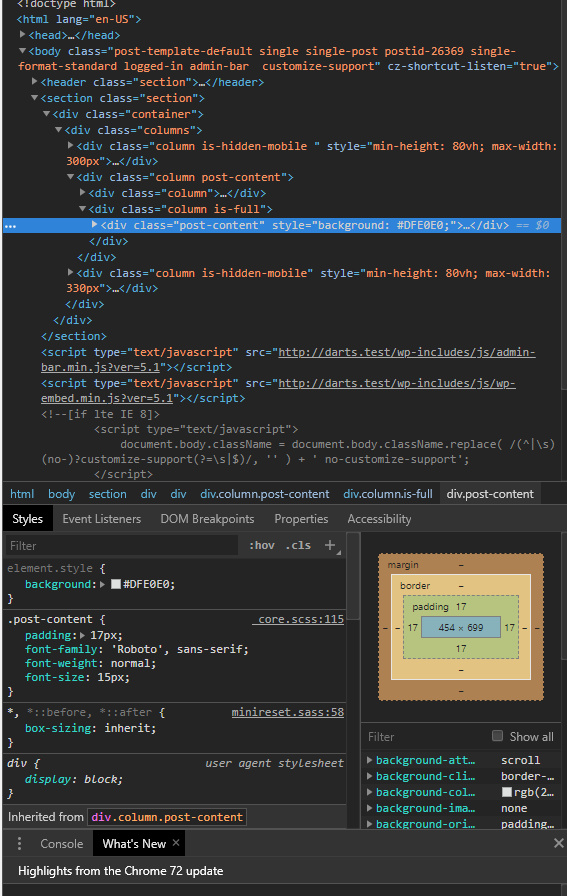 <!doctype html>
<html lang="en-US">
<head>…</head>
<body class="post-template-default single single-post postid-26369 single-
format-standard logged-in admin-bar  customize-support" cz-shortcut-listen="true">
<header class="section">…</header>
<section class="section">
<div class="container">
<div class="columns">
<div class="column is-hidden-mobile " style="min-height: 80vh; max-width:
300px">…</div>
<div class="column post-content">
<div class="column">…</div>
<div class="column is-full">
<div class="post-content" style="background: #DFE0E0;">…</div> == $0
</div>
</div>
<div class="column is-hidden-mobile" style="min-height: 80vh; max-width:
330px">…</div>
</div>
</div>
</section>
<script type="text/javascript" src="http://darts.test/wp-includes/js/admin-
bar.min.js?ver=5.1"></script>
<script type="text/javascript" src="http://darts.test/wp-includes/js/wp-
embed.min.js?ver=5.1"></script>
<!--[if lte IE 8]>
<script type="text/javascript">
document.body.className = document.body.className.replace( /(^|\s)
(no-)?customize-support(?=\s|$)/, '' ) + ' no-customize-support';
</script>
html body section div div div.column.post-content div.column.is-full div.post-content
Styles Event Listeners DOM Breakpoints Properties Accessibility
Filter :hov .cls +
element.style {
background: #DFE0E0;
}
.post-content { _core.scss:115
padding: 17px;
font-family: 'Roboto', sans-serif;
font-weight: normal;
font-size: 15px;
}
*, *::before, *::after { minireset.sass:58
box-sizing: inherit;
}
div { user agent stylesheet
display: block;
}
Inherited from div.column.post-content
margin –
border –
padding 17
– – 17 454 × 699 17 – –
17
–
–
Filter Show all
background-att… scroll
background-cli… border-…
background-col… rgb(2…
background-ima… none
background-ori… padding…
Console What's New ×
Highlights from the Chrome 72 update